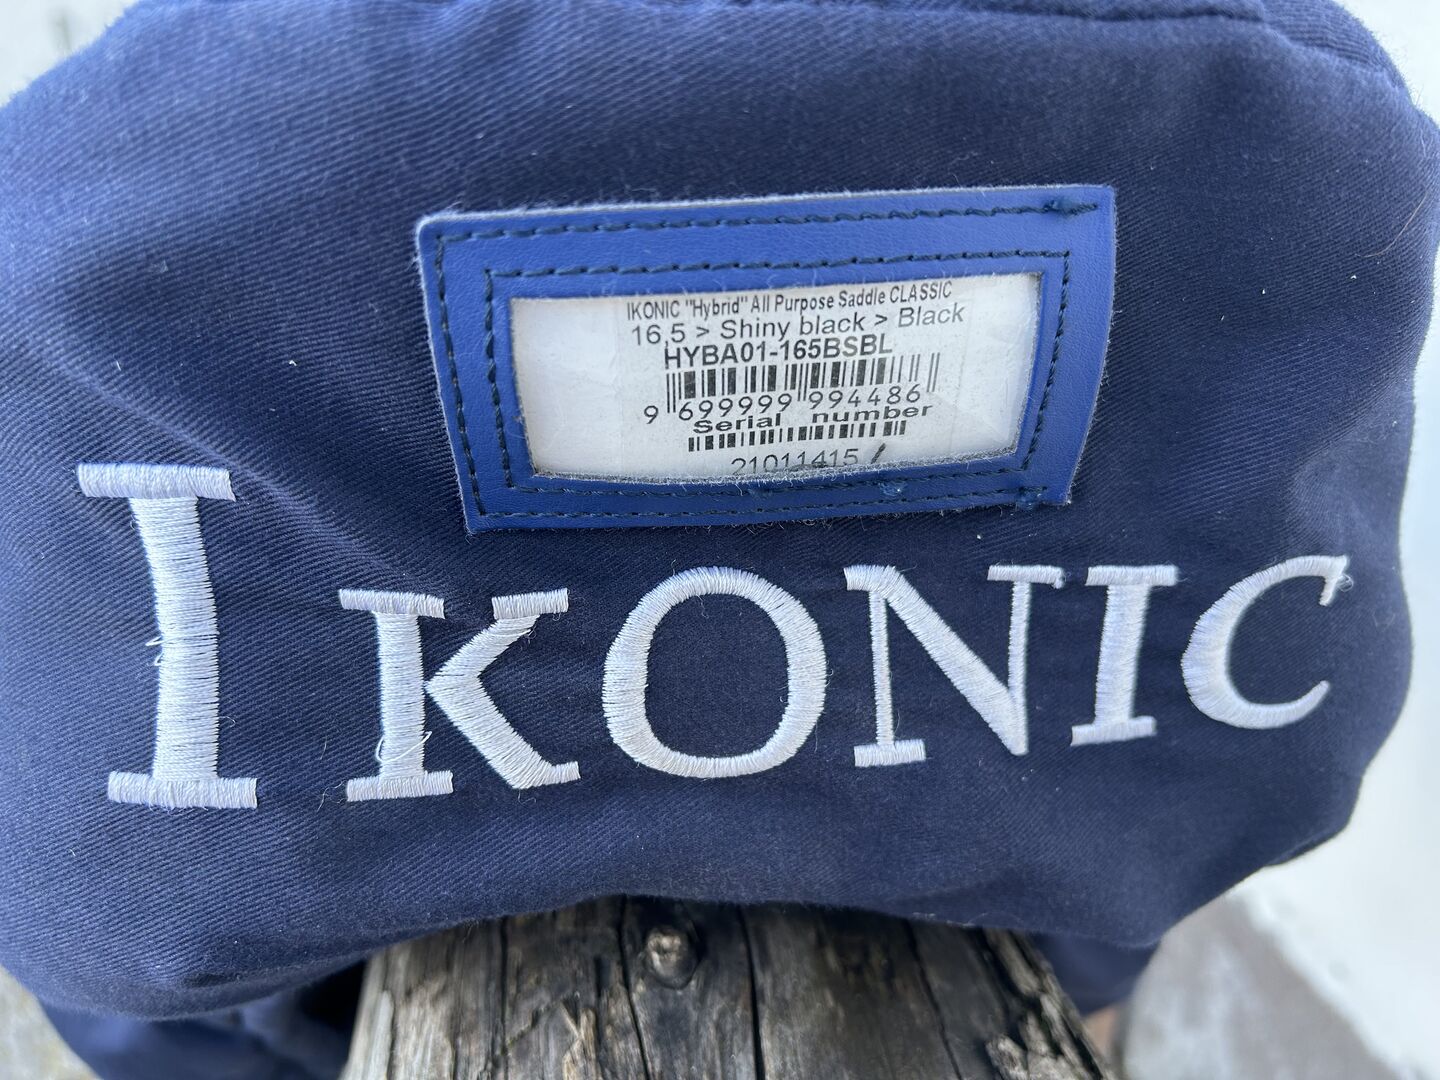 IKONIC "Hybrid" All Purpose Saddle CLASSIC
16,5 > Shiny black > Black
HYBA01-165BSBL
9 699999 994486
Serial number
21011415
IKONIC